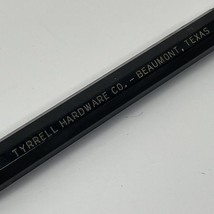 TYRRELL HARDWARE CO. - BEAUMONT, TEXAS